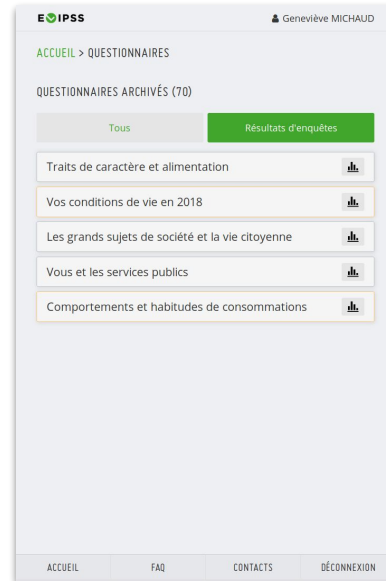 ELIPSS
Geneviève MICHAUD
ACCUEIL > QUESTIONNAIRES
QUESTIONNAIRES ARCHIVÉS (70)
Tous
Résultats d'enquêtes
Traits de caractère et alimentation
Vos conditions de vie en 2018
Les grands sujets de société et la vie citoyenne
Vous et les services publics
Comportements et habitudes de consommations
ACCUEIL
FAQ
CONTACTS
DÉCONNEXION